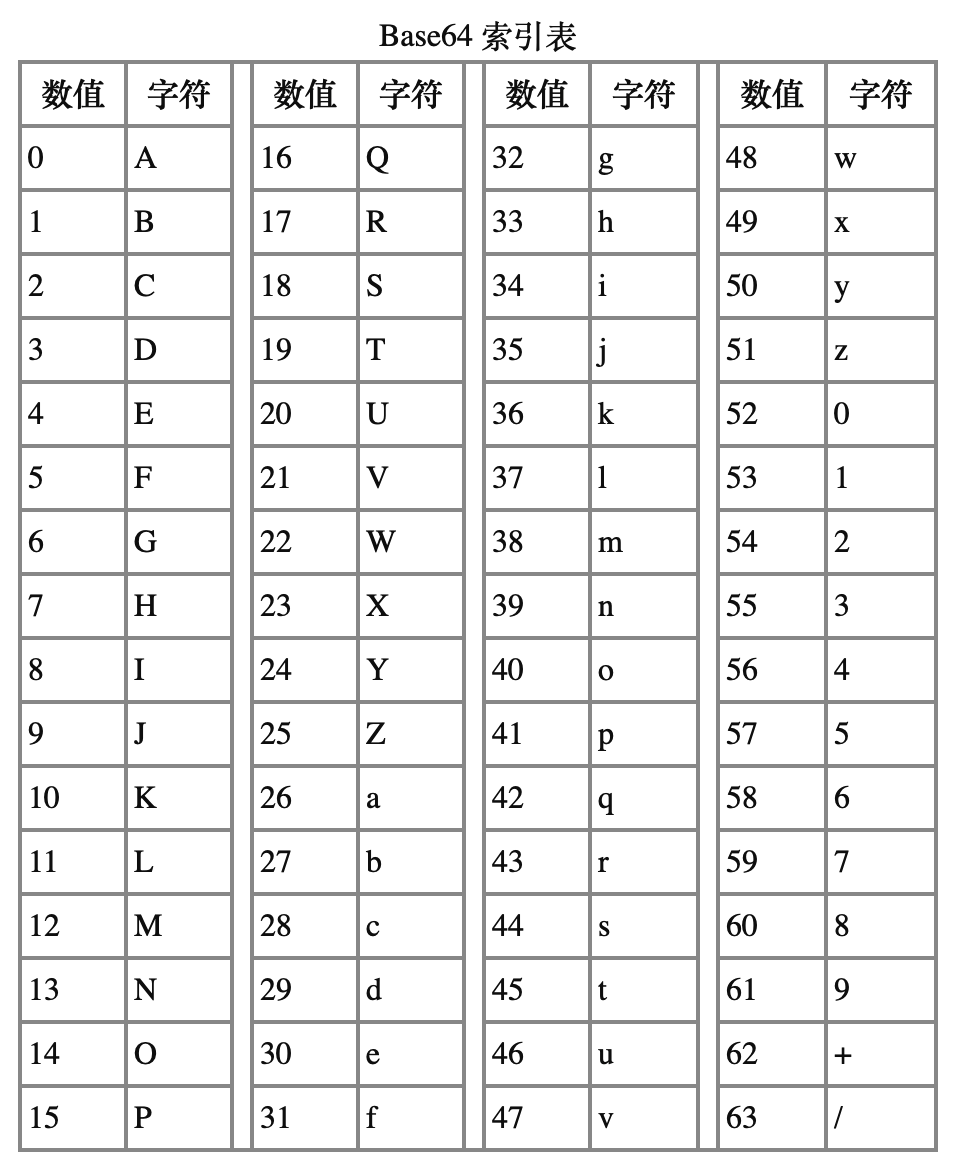 Base64 索引表
数值 字符 数值 字符 数值 字符 数值 字符
0 A 16 Q 32 g 48 w
1 B 17 R 33 h 49 x
2 C 18 S 34 i 50 y
3 D 19 T 35 j 51 z
4 E 20 U 36 k 52 0
5 F 21 V 37 l 53 1
6 G 22 W 38 m 54 2
7 H 23 X 39 n 55 3
8 I 24 Y 40 o 56 4
9 J 25 Z 41 p 57 5
10 K 26 a 42 q 58 6
11 L 27 b 43 r 59 7
12 M 28 c 44 s 60 8
13 N 29 d 45 t 61 9
14 O 30 e 46 u 62 +
15 P 31 f 47 v 63 /